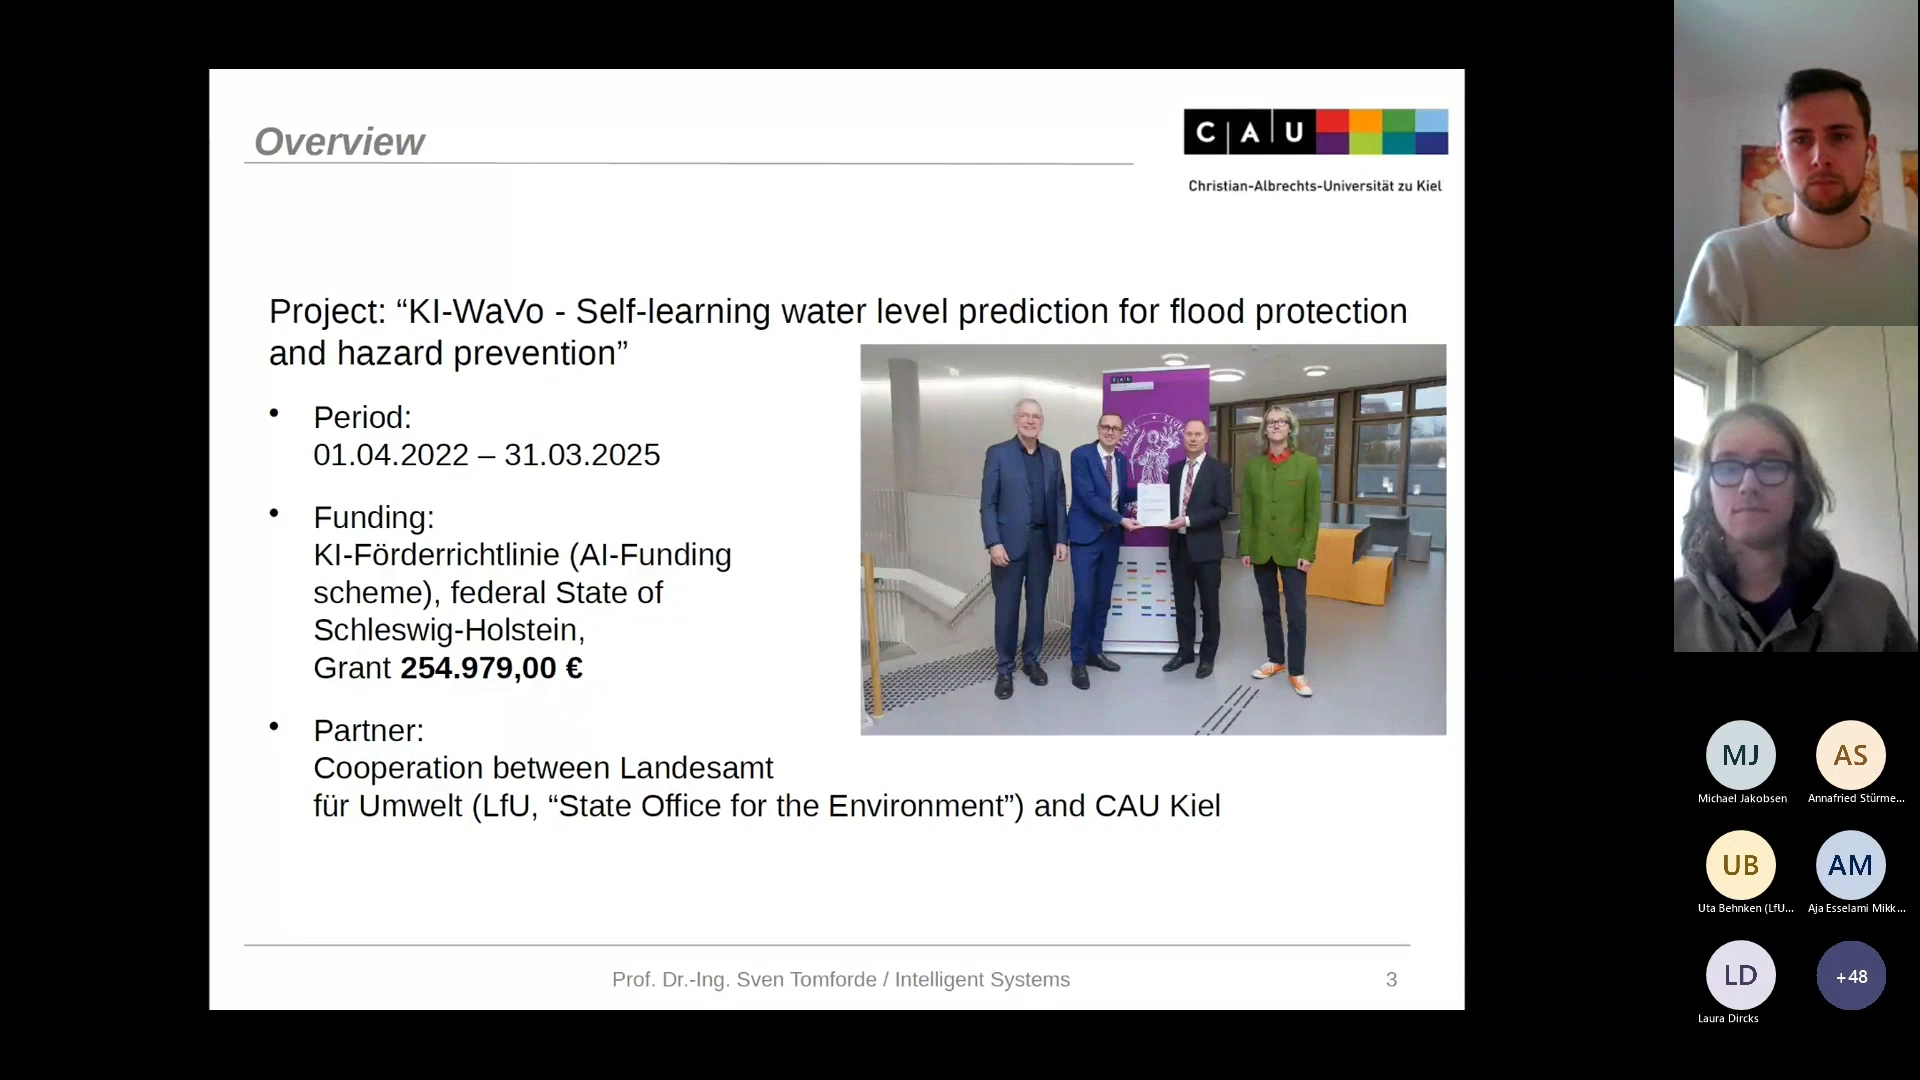 Overview
C A U
Christian-Albrechts-Universität zu Kiel
Project: “KI-WaVo - Self-learning water level prediction for flood protection
and hazard prevention”
• Period:
01.04.2022 – 31.03.2025
• Funding:
KI-Förderrichtlinie (AI-Funding
scheme), federal State of
Schleswig-Holstein,
Grant 254.979,00 €
• Partner:
Cooperation between Landesamt
für Umwelt (LfU, “State Office for the Environment”) and CAU Kiel
CAU
Prof. Dr.-Ing. Sven Tomforde / Intelligent Systems
3
MJ
Michael Jakobsen
AS
Annafried Stürme...
UB
Uta Behnken (LfU...
AM
Aja Esselami Mikk...
LD
Laura Dircks
+48